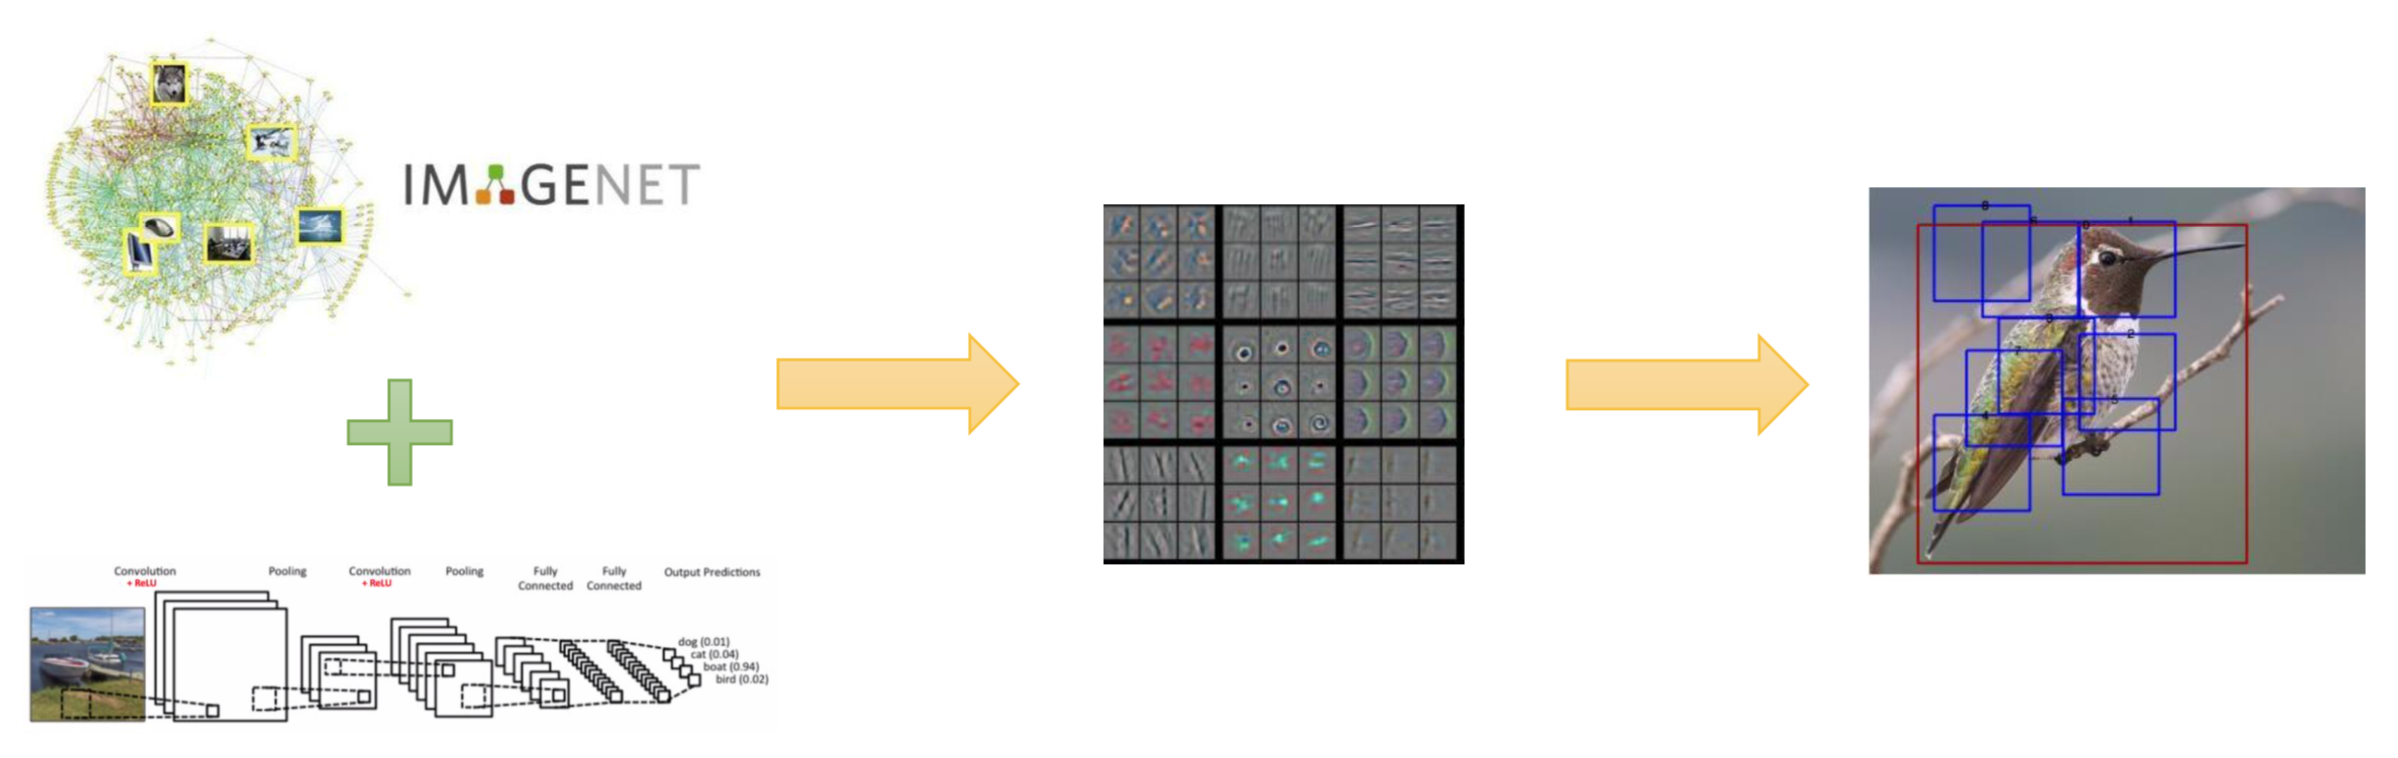 IMAGENET
Convolution
+ ReLU
Pooling
Convolution
+ ReLU
Pooling
Fully
Connected
Fully
Connected
Output Predictions
dog (0.01)
cat (0.04)
boat (0.94)
bird (0.02)
8
6
0
1
3
2
7
5
4